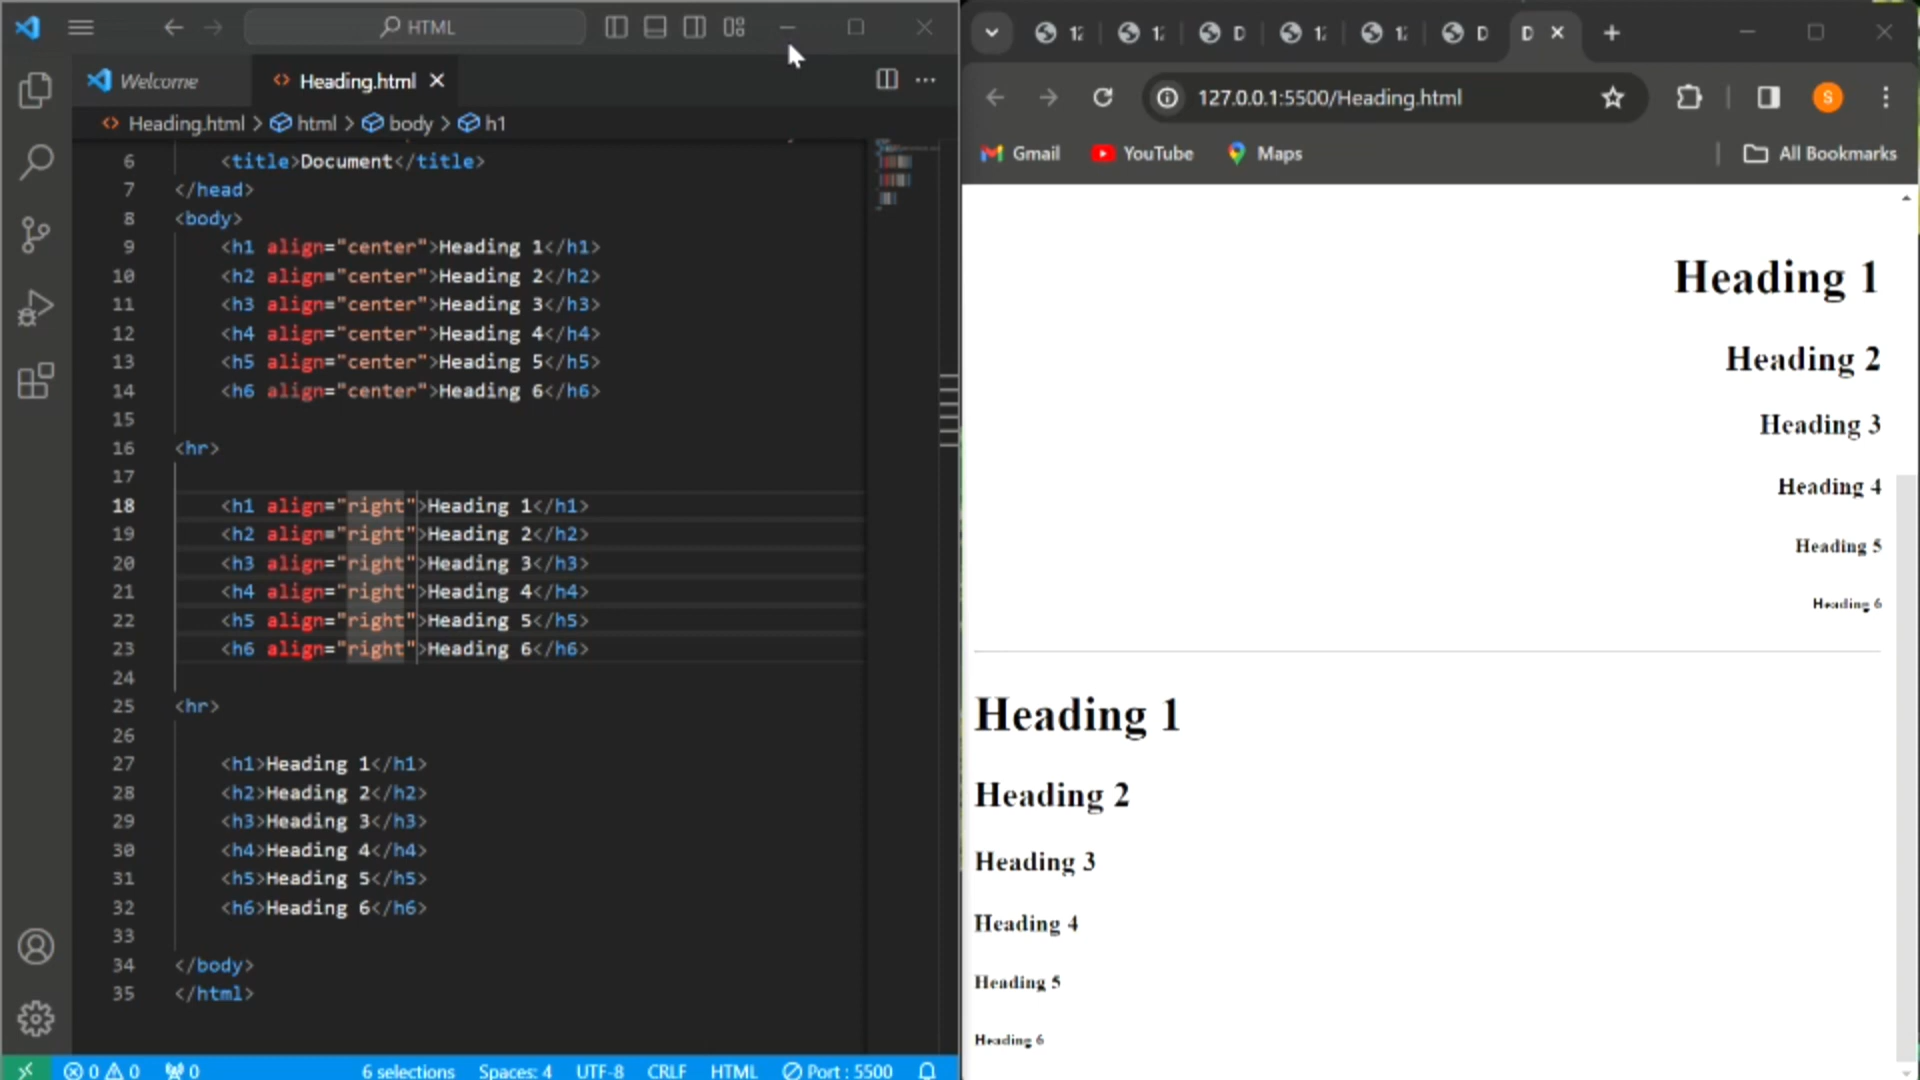 HTML
Welcome
Heading.html
Heading.html > html > body > h1
6 <title>Document</title>
7 </head>
8 <body>
9 <h1 align="center">Heading 1</h1>
10 <h2 align="center">Heading 2</h2>
11 <h3 align="center">Heading 3</h3>
12 <h4 align="center">Heading 4</h4>
13 <h5 align="center">Heading 5</h5>
14 <h6 align="center">Heading 6</h6>
15
16 <hr>
17
18 <h1 align="right">Heading 1</h1>
19 <h2 align="right">Heading 2</h2>
20 <h3 align="right">Heading 3</h3>
21 <h4 align="right">Heading 4</h4>
22 <h5 align="right">Heading 5</h5>
23 <h6 align="right">Heading 6</h6>
24
25 <hr>
26
27 <h1>Heading 1</h1>
28 <h2>Heading 2</h2>
29 <h3>Heading 3</h3>
30 <h4>Heading 4</h4>
31 <h5>Heading 5</h5>
32 <h6>Heading 6</h6>
33
34 </body>
35 </html>
0 0 0 6 selections Spaces: 4 UTF-8 CRLF HTML Port : 5500
D D D
127.0.0.1:5500/Heading.html S
Gmail YouTube Maps All Bookmarks
Heading 1
Heading 2
Heading 3
Heading 4
Heading 5
Heading 6
Heading 1
Heading 2
Heading 3
Heading 4
Heading 5
Heading 6